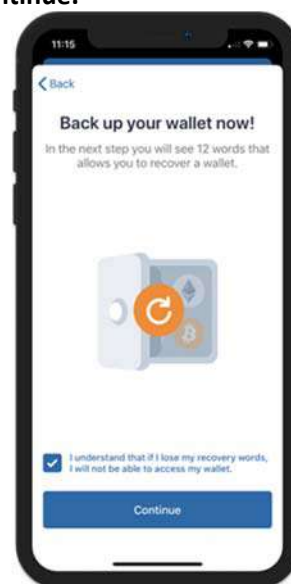 ntinue.
11:15
Back
Back up your wallet now!
In the next step you will see 12 words that
allows you to recover a wallet.
I understand that if I lose my recovery words,
I will not be able to access my wallet.
Continue